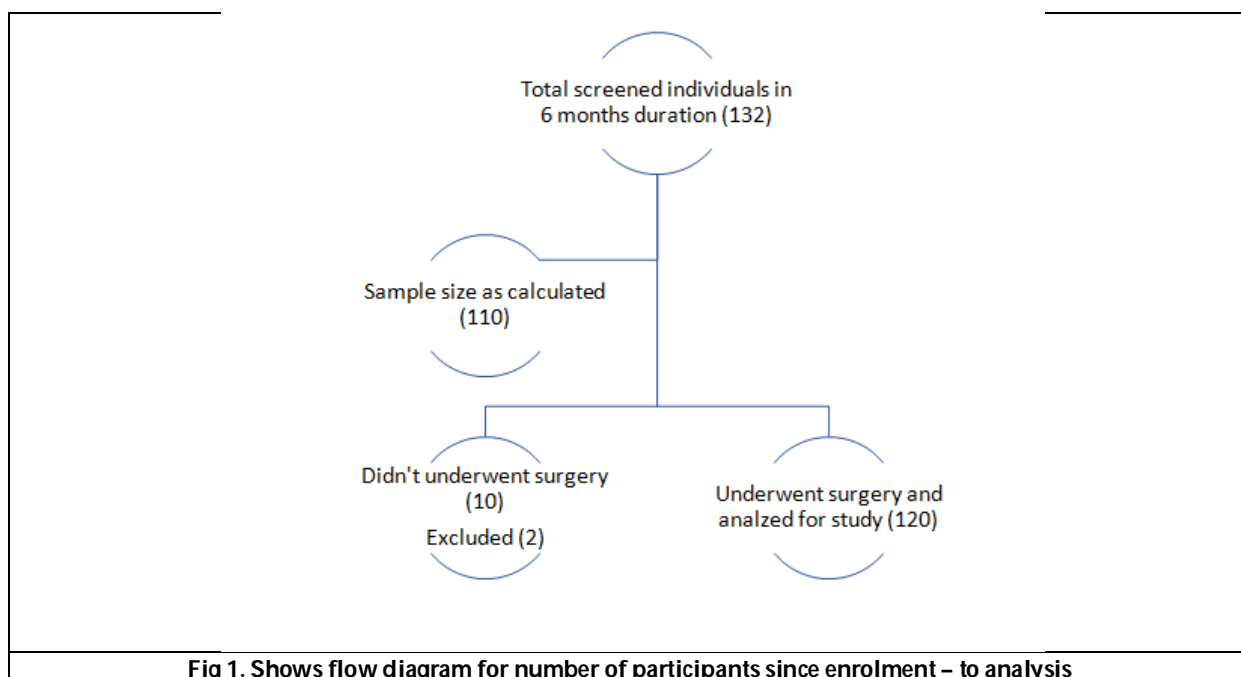 Total screened individuals in
6 months duration (132)
Sample size as calculated
(110)
Didn't underwent surgery
(10)
Excluded (2)
Underwent surgery and
analzed for study (120)
Fig 1. Shows flow diagram for number of participants since enrolment – to analysis